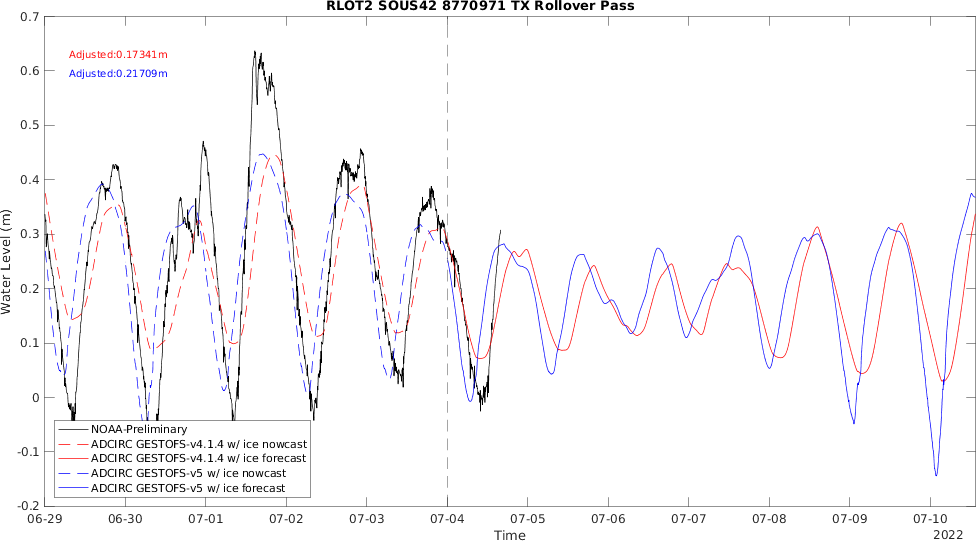 RLOT2 SOUS42 8770971 TX Rollover Pass
Adjusted:0.17341m
Adjusted:0.21709m
0.7
0.6
0.5
0.4
0.3
0.2
0.1
0
-0.1
-0.2
Water Level (m)
NOAA-Preliminary
ADCIRC GESTOFS-v4.1.4 w/ ice nowcast
ADCIRC GESTOFS-v4.1.4 w/ ice forecast
ADCIRC GESTOFS-v5 w/ ice nowcast
ADCIRC GESTOFS-v5 w/ ice forecast
06-29 06-30 07-01 07-02 07-03 07-04 07-05 07-06 07-07 07-08 07-09 07-10
Time
2022